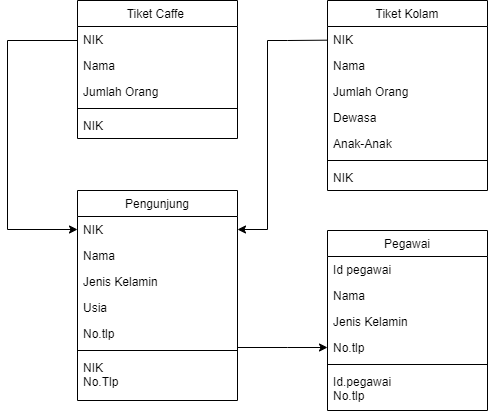 Tiket Caffe
NIK
Nama
Jumlah Orang
NIK
Tiket Kolam
NIK
Nama
Jumlah Orang
Dewasa
Anak-Anak
NIK
Pengunjung
NIK
Nama
Jenis Kelamin
Usia
No.tlp
NIK
No.Tlp
Pegawai
Id pegawai
Nama
Jenis Kelamin
No.tlp
Id.pegawai
No.tlp